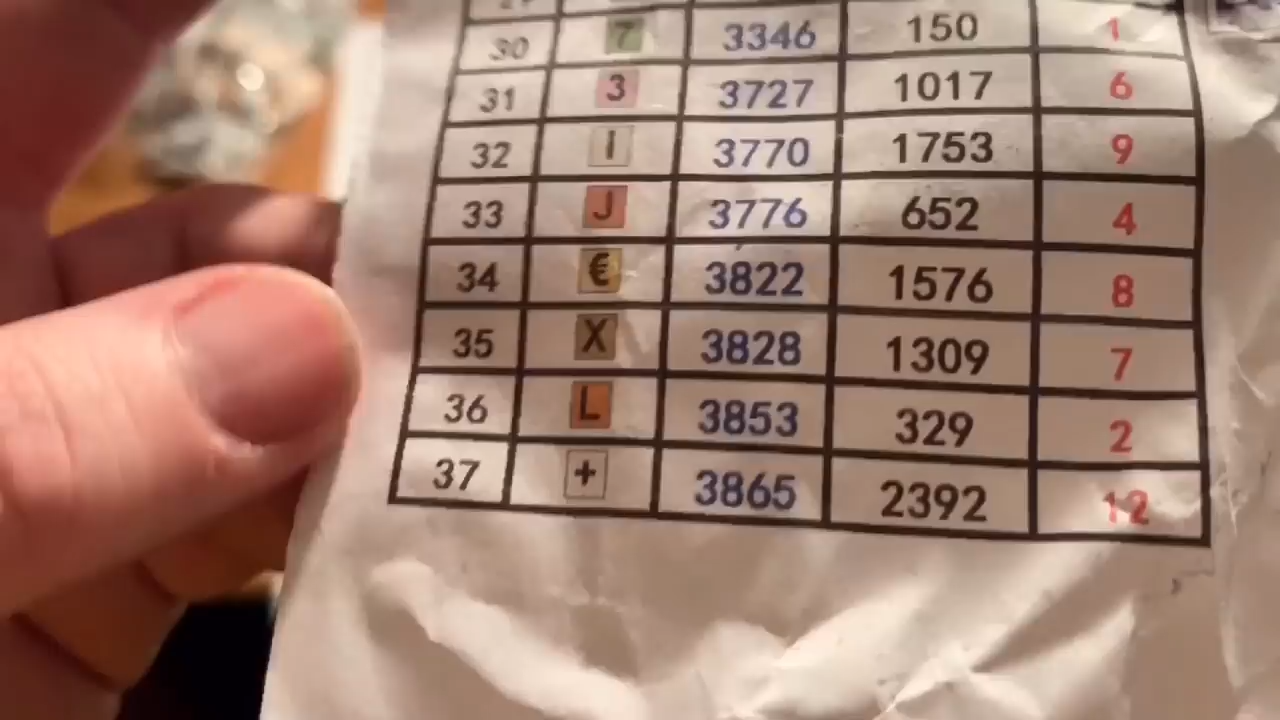 30 7 3346 150 1
31 3 3727 1017 6
32 I 3770 1753 9
33 J 3776 652 4
34 € 3822 1576 8
35 X 3828 1309 7
36 L 3853 329 2
37 + 3865 2392 12